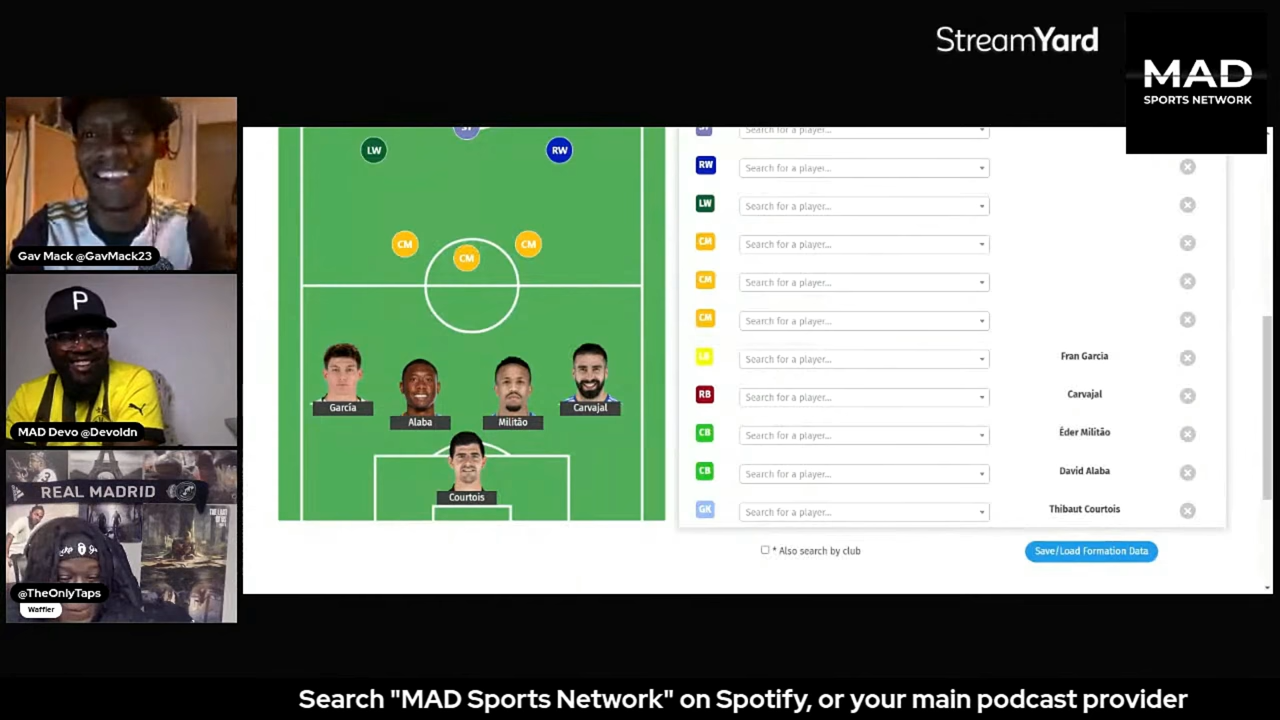 StreamYard
MAD
SPORTS NETWORK
Gav Mack @GavMack23
P
MAD Devo @Devoldn
REAL MADRID
@TheOnlyTaps
Waffler
LW
RW
CM
CM
CM
Garcia
Alaba
Militão
Carvajal
Courtois
ST
Search for a player...
RW
Search for a player...
LW
Search for a player...
CM
Search for a player...
CM
Search for a player...
CM
Search for a player...
LB
Search for a player...
Fran Garcia
RB
Search for a player...
Carvajal
CB
Search for a player...
Éder Militão
CB
Search for a player...
David Alaba
GK
Search for a player...
Thibaut Courtois
* Also search by club
Save/Load Formation Data
Search "MAD Sports Network" on Spotify, or your main podcast provider